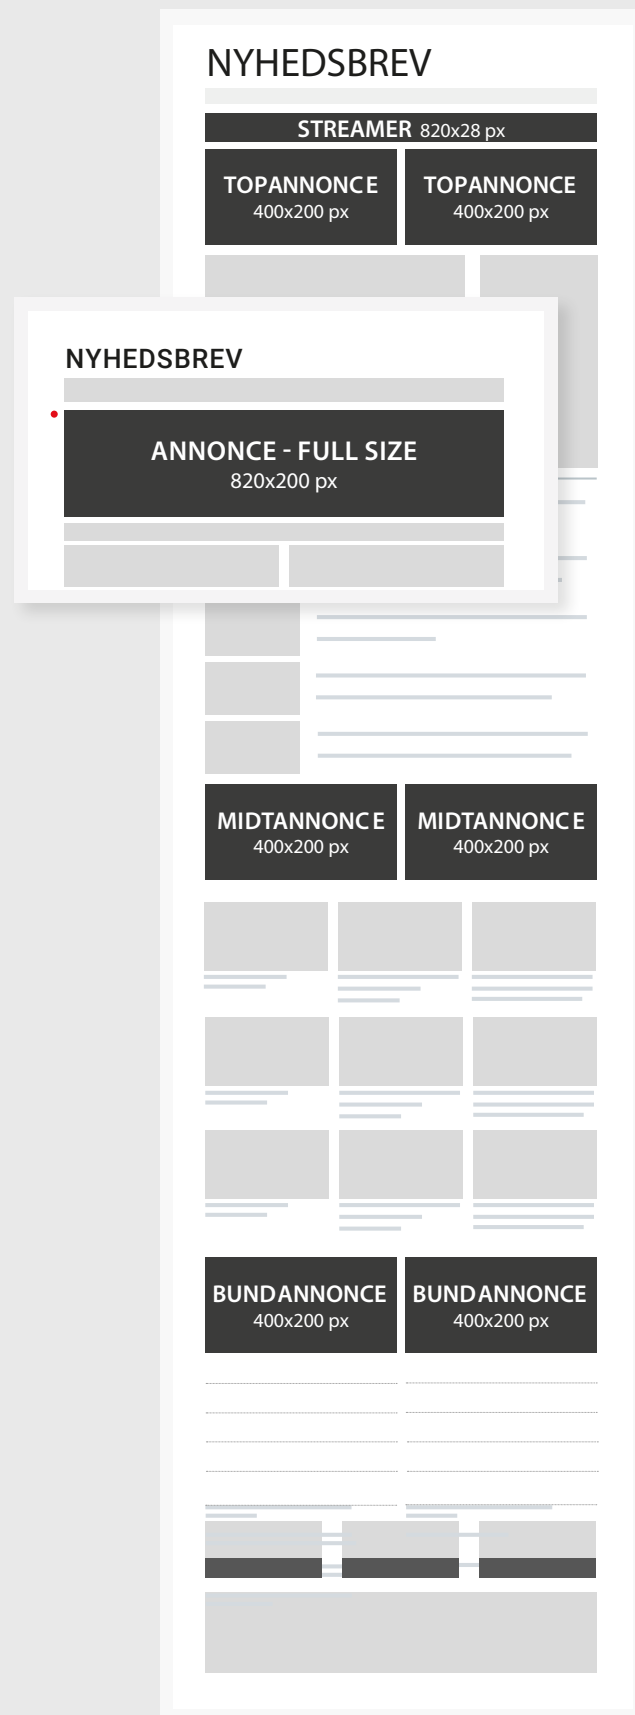 NYHEDSBREV
STREAMER 820x28 px
TOPANNONCE TOPANNONCE
400x200 px 400x200 px
NYHEDSBREV
ANNONCE - FULL SIZE
820x200 px
MIDTANNONCE MIDTANNONCE
400x200 px 400x200 px
BUNDANNONCE BUNDANNONCE
400x200 px 400x200 px